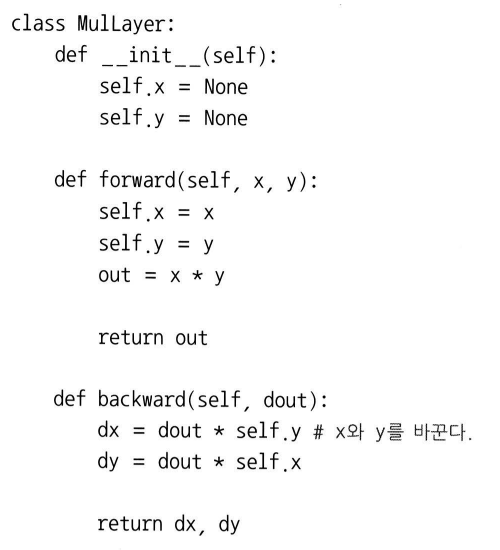 class MulLayer:
    def __init__(self):
        self.x = None
        self.y = None

    def forward(self, x, y):
        self.x = x
        self.y = y
        out = x * y

        return out

    def backward(self, dout):
        dx = dout * self.y # x와 y를 바꾼다.
        dy = dout * self.x

        return dx, dy